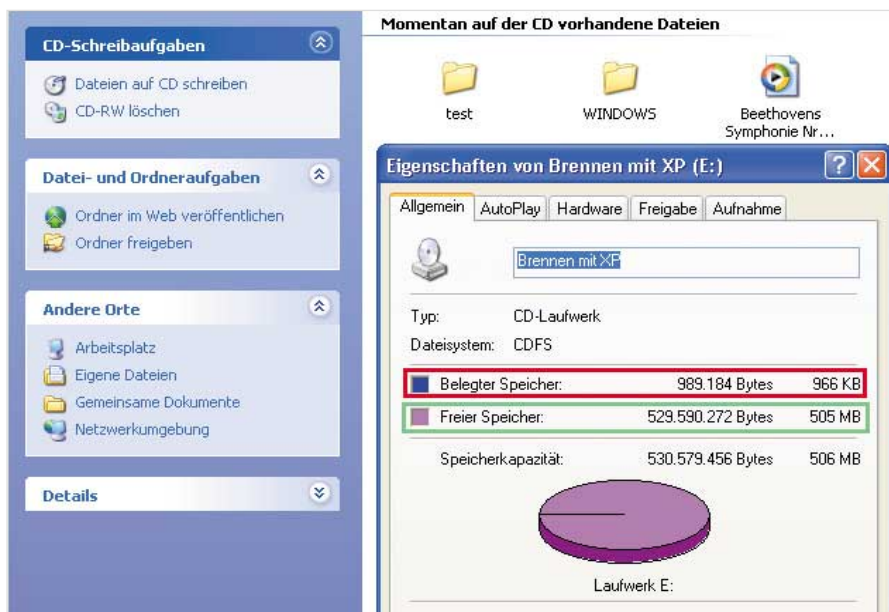 CD-Schreibaufgaben
Dateien auf CD schreiben
CD-RW löschen
Datei- und Ordneraufgaben
Ordner im Web veröffentlichen
Ordner freigeben
Andere Orte
Arbeitsplatz
Eigene Dateien
Gemeinsame Dokumente
Netzwerkumgebung
Details
Momentan auf der CD vorhandene Dateien
test
WINDOWS
Beethovens
Symphonie Nr...
Eigenschaften von Brennen mit XP (E:)
Allgemein AutoPlay Hardware Freigabe Aufnahme
Brennen mit XP
Typ: CD-Laufwerk
Dateisystem: CDFS
Belegter Speicher: 989.184 Bytes 966 KB
Freier Speicher: 529.590.272 Bytes 505 MB
Speicherkapazität: 530.579.456 Bytes 506 MB
Laufwerk E: